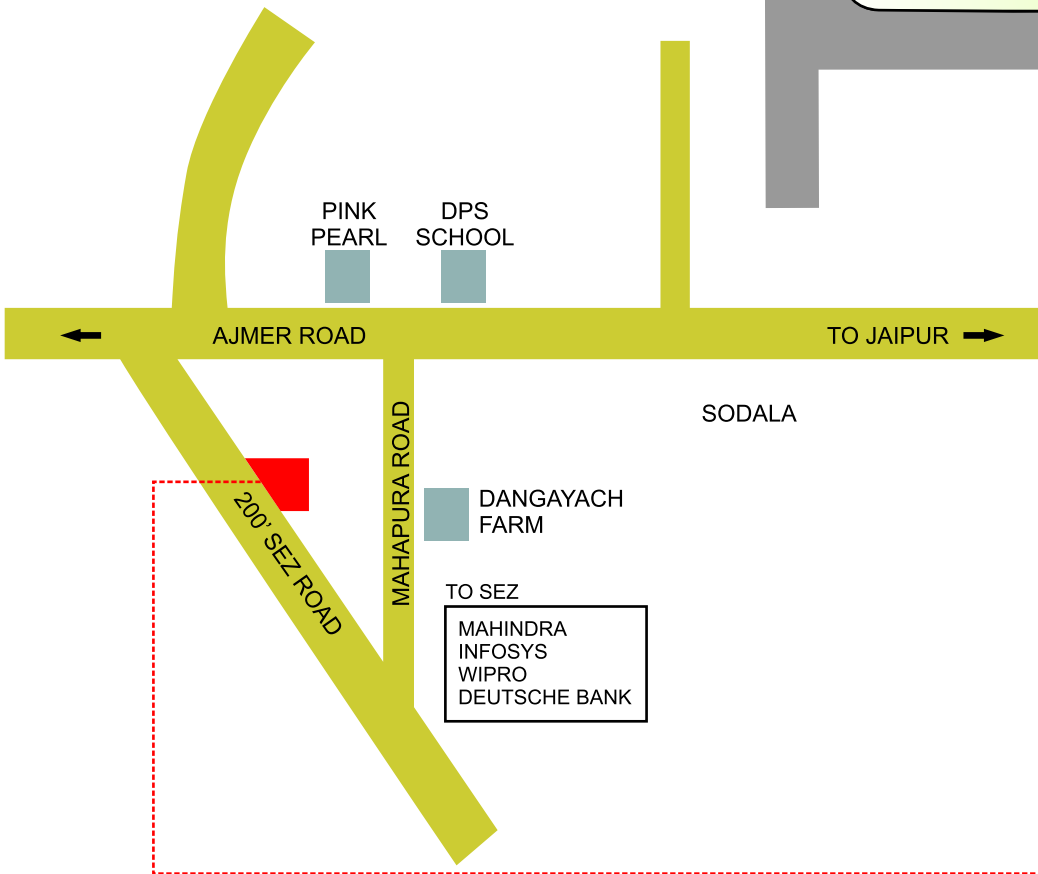 PINK
PEARL
DPS
SCHOOL
AJMER ROAD
TO JAIPUR
SODALA
MAHAPURA ROAD
200' SEZ ROAD
DANGAYACH
FARM
TO SEZ
MAHINDRA
INFOSYS
WIPRO
DEUTSCHE BANK